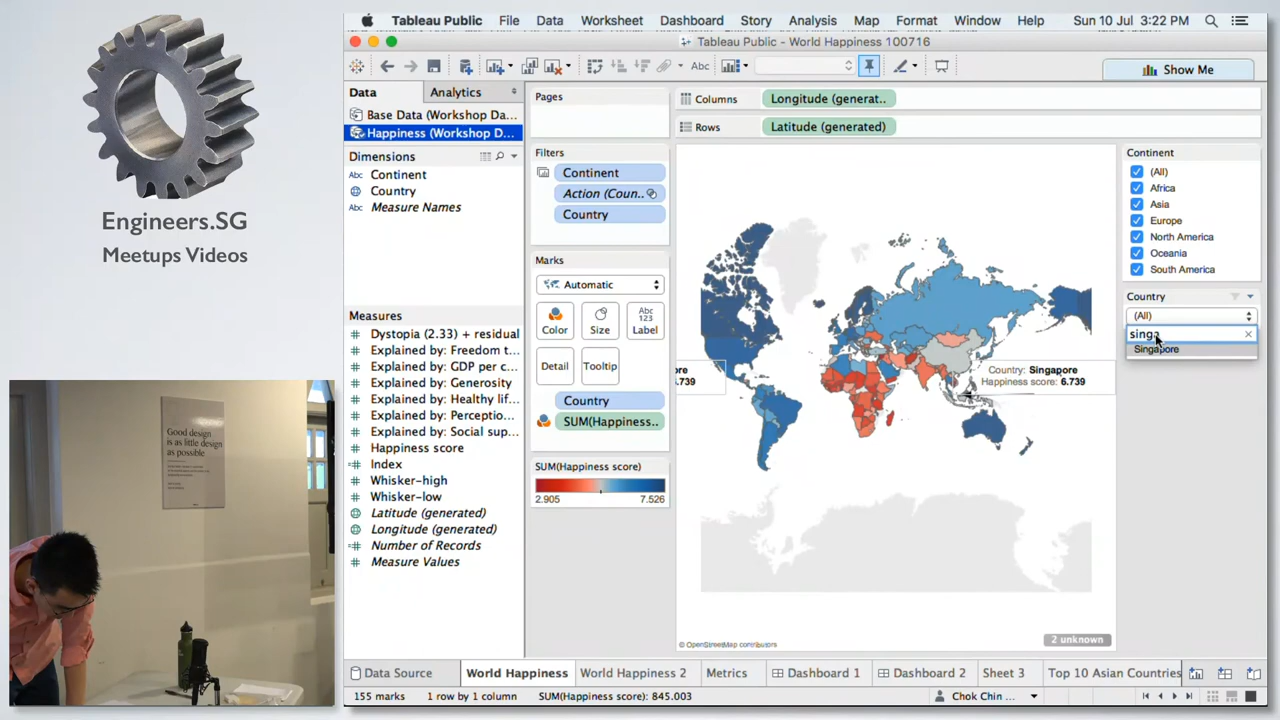 Engineers.SG
Meetups Videos
Good design
is as little design
as possible
Tableau Public File Data Worksheet Dashboard Story Analysis Map Format Window Help Sun 10 Jul 3:22 PM
Tableau Public - World Happiness 100716
Abc
Show Me
Data
Analytics
Base Data (Workshop Da...
Happiness (Workshop D...
Dimensions
Abc Continent
Country
Abc Measure Names
Measures
Dystopia (2.33) + residual
Explained by: Freedom t...
Explained by: GDP per c...
Explained by: Generosity
Explained by: Healthy lif...
Explained by: Perceptio...
Explained by: Social sup...
Happiness score
Index
Whisker-high
Whisker-low
Latitude (generated)
Longitude (generated)
Number of Records
Measure Values
Pages
Filters
Continent
Action (Coun..
Country
Marks
Automatic
Color
Size
Abc
123
Label
Detail
Tooltip
Country
SUM(Happiness..
SUM(Happiness score)
2.905 7.526
Columns
Longitude (generat..
Rows
Latitude (generated)
ore
.739
Country: Singapore
Happiness score: 6.739
© OpenStreetMap contributors
2 unknown
Continent
(All)
Africa
Asia
Europe
North America
Oceania
South America
Country
(All)
singa
Singapore
Data Source
World Happiness
World Happiness 2
Metrics
Dashboard 1
Dashboard 2
Sheet 3
Top 10 Asian Countries
155 marks
1 row by 1 column
SUM(Happiness score): 845.003
Chok Chin ...